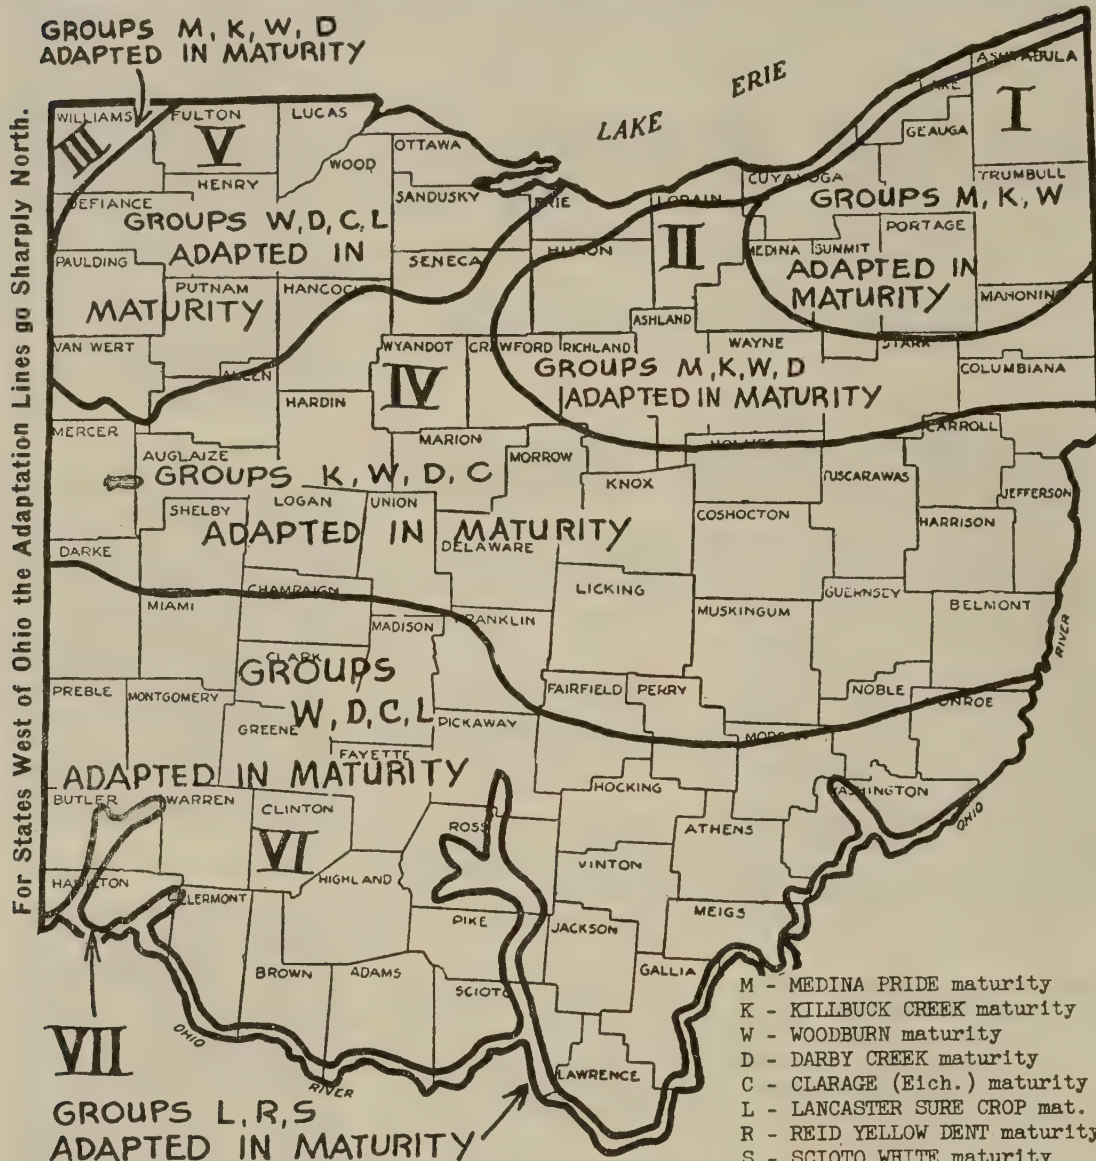 For States West of Ohio the Adaptation Lines go Sharply North.
GROUPS M, K, W, D
ADAPTED IN MATURITY
LAKE ERIE
WILLIAMS
III
FULTON
V
LUCAS
WOOD
OTTAWA
HENRY
DEFIANCE
SANDUSKY
ERIE
LORAIN
CUYAHOGA
LAKE
GEAUGA
ASHTABULA
I
TRUMBULL
GROUPS W, D, C, L
ADAPTED IN
MATURITY
PAULDING
PUTNAM
HANCOCK
SENECA
HURON
II
MEDINA
SUMMIT
PORTAGE
MAHONING
GROUPS M, K, W
ADAPTED IN
MATURITY
VAN WERT
ALLEN
WYANDOT
CRAWFORD
RICHLAND
ASHLAND
WAYNE
STARK
COLUMBIANA
IV
GROUPS M, K, W, D
ADAPTED IN MATURITY
HARDIN
MARION
MERCER
AUGLAIZE
MORROW
KNOX
HOLMES
TUSCARAWAS
CARROLL
JEFFERSON
GROUPS K, W, D, C
ADAPTED IN MATURITY
SHELBY
LOGAN
UNION
DELAWARE
COSHOCTON
HARRISON
DARKE
MIAMI
CHAMPAIGN
LICKING
MUSKINGUM
GUERNSEY
BELMONT
RIVER
CLARK
MADISON
FRANKLIN
GROUPS
W, D, C, L
ADAPTED IN MATURITY
PREBLE
MONTGOMERY
GREENE
FAYETTE
PICKAWAY
FAIRFIELD
PERRY
MORGAN
NOBLE
MONROE
BUTLER
WARREN
CLINTON
VI
ROSS
HOCKING
ATHENS
WASHINGTON
OHIO
HAMILTON
CLERMONT
HIGHLAND
VINTON
PIKE
JACKSON
MEIGS
BROWN
ADAMS
SCIOTO
GALLIA
LAWRENCE
OHIO
RIVER
VII
GROUPS L, R, S
ADAPTED IN MATURITY
M - MEDINA PRIDE maturity
K - KILLBUCK CREEK maturity
W - WOODBURN maturity
D - DARBY CREEK maturity
C - CLARAGE (Eich.) maturity
L - LANCASTER SURE CROP mat.
R - REID YELLOW DENT maturity
S - SCIOTO WHITE maturity